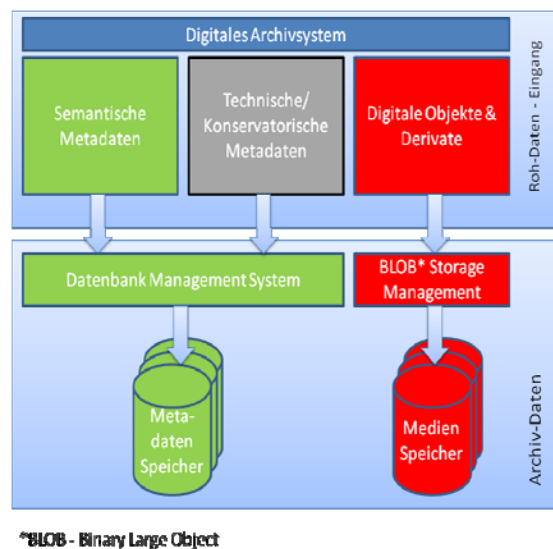 Digitales Archivsystem
Semantische
Metadaten
Technische/
Konservatorische
Metadaten
Digitale Objekte &
Derivate
Roh-Daten - Eingang
Datenbank Management System
BLOB* Storage
Management
Meta-
daten
Speicher
Medien
Speicher
Archiv-Daten
*BLOB - Binary Large Object